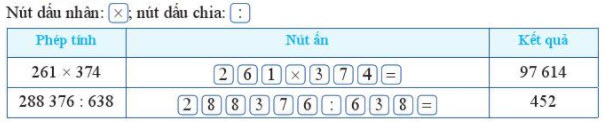 Nút dấu nhân: ×; nút dấu chia: :
Phép tính Nút ấn Kết quả
261 × 374 2 6 1 × 3 7 4 = 97 614
288 376 : 638 2 8 8 3 7 6 : 6 3 8 = 452